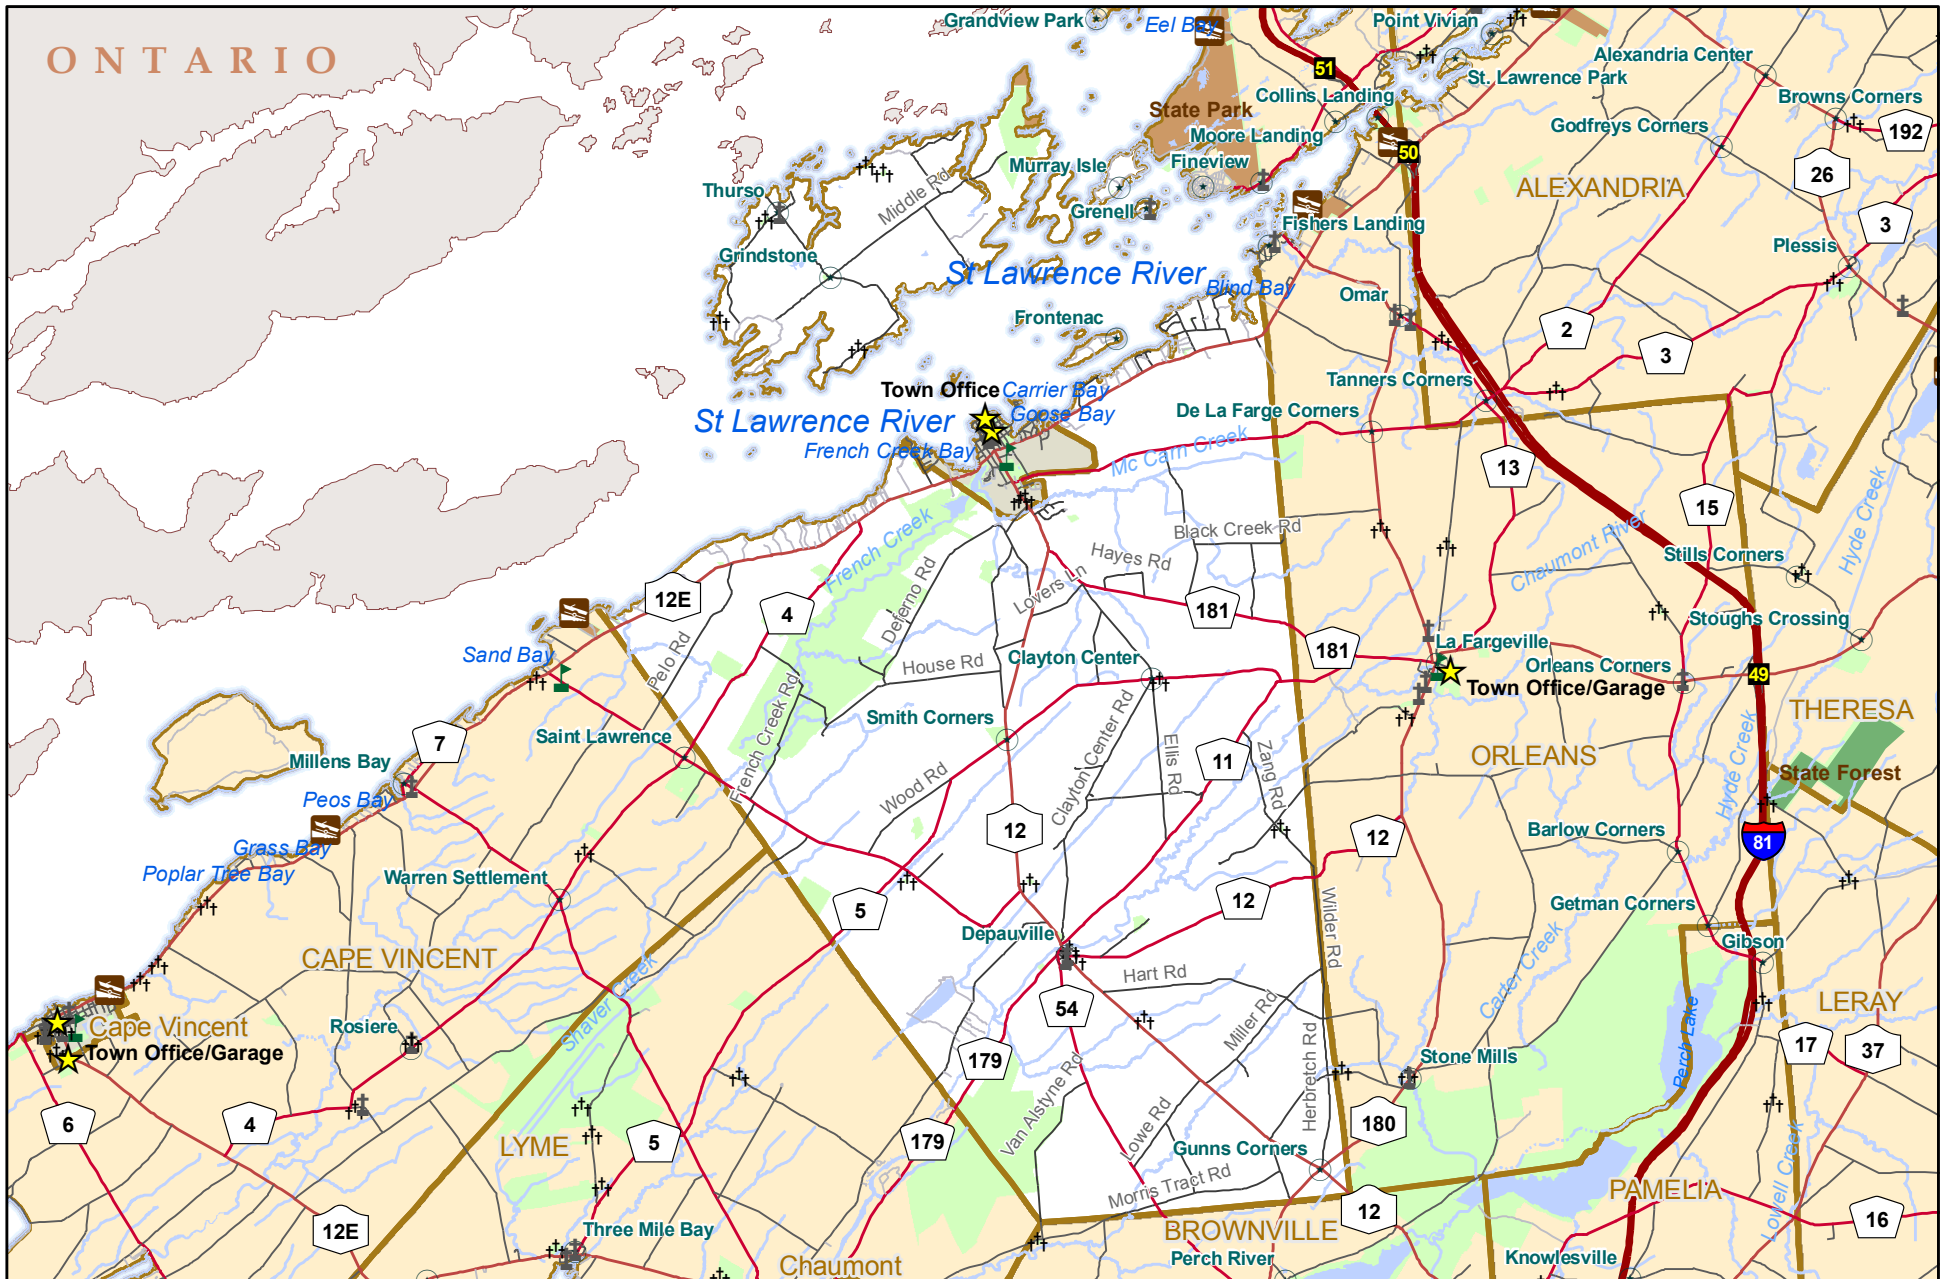 Grandview Park
Eel Bay
Point Vivian
ONTARIO
51
Alexandria Center
St. Lawrence Park
Collins Landing
Browns Corners
State Park
Godfreys Corners
192
Moore Landing
50
Murray Isle
Fineview
26
Thurso
Middle Rd
ALEXANDRIA
Grenell
Fishers Landing
3
Grindstone
Plessis
St Lawrence River
Blind Bay
Omar
Frontenac
2
3
Town Office
Carrier Bay
Tanners Corners
Goose Bay
De La Farge Corners
St Lawrence River
French Creek Bay
Mc Carn Creek
13
15
Hyde Creek
French Creek
Black Creek Rd
Chaumont River
Hayes Rd
Stills Corners
Deferno Rd
Lovers Ln
12E
4
181
Stoughs Crossing
181
La Fargeville
Sand Bay
Pelo Rd
House Rd
Clayton Center
Orleans Corners
49
Town Office/Garage
French Creek Rd
Smith Corners
Clayton Center Rd
THERESA
7
Saint Lawrence
Ellis Rd
Zang Rd
11
ORLEANS
Hyde Creek
Millens Bay
State Forest
Wood Rd
Peos Bay
12
12
Barlow Corners
81
Grass Bay
Poplar Tree Bay
Warren Settlement
12
5
Wilder Rd
Getman Corners
Depauville
Gibson
CAPE VINCENT
Hart Rd
Carter Creek
Shaver Creek
54
Miller Rd
LERAY
Cape Vincent
Rosiere
Town Office/Garage
179
Herbretch Rd
Stone Mills
Perch Lake
17
37
Van Alstyne Rd
6
4
5
179
Lowe Rd
180
LYME
Gunns Corners
Morris Tract Rd
PAMELIA
Lowell Creek
12E
Three Mile Bay
12
16
BROWNVILLE
Chaumont
Perch River
Knowlesville